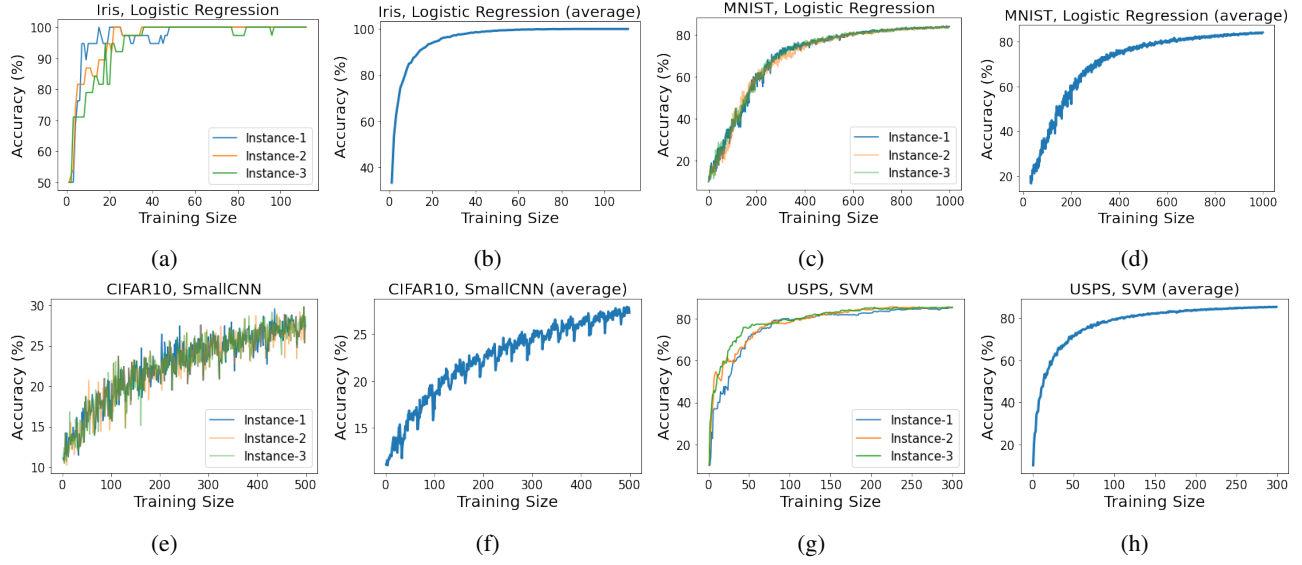 Iris, Logistic Regression
Accuracy (%)
100
90
80
70
60
50
Instance-1
Instance-2
Instance-3
0 20 40 60 80 100
Training Size
(a)
Iris, Logistic Regression (average)
Accuracy (%)
100
80
60
40
0 20 40 60 80 100
Training Size
(b)
MNIST, Logistic Regression
Accuracy (%)
80
60
40
20
Instance-1
Instance-2
Instance-3
0 200 400 600 800 1000
Training Size
(c)
MNIST, Logistic Regression (average)
Accuracy (%)
80
60
40
20
0 200 400 600 800 1000
Training Size
(d)
CIFAR10, SmallCNN
Accuracy (%)
30
25
20
15
10
Instance-1
Instance-2
Instance-3
0 100 200 300 400 500
Training Size
(e)
CIFAR10, SmallCNN (average)
Accuracy (%)
25
20
15
0 100 200 300 400 500
Training Size
(f)
USPS, SVM
Accuracy (%)
80
60
40
20
Instance-1
Instance-2
Instance-3
0 50 100 150 200 250 300
Training Size
(g)
USPS, SVM (average)
Accuracy (%)
80
60
40
20
0 50 100 150 200 250 300
Training Size
(h)